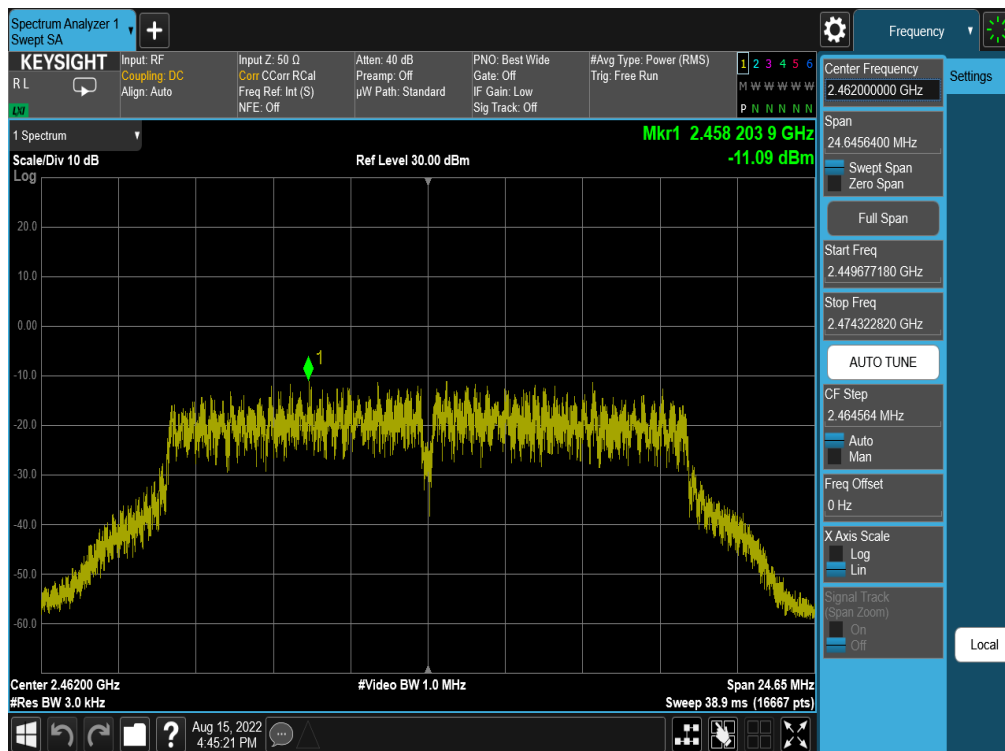 Spectrum Analyzer 1
Swept SA
Frequency
KEYSIGHT
R L
LXI
Input: RF
Coupling: DC
Align: Auto
Input Z: 50 Ω
Corr CCorr RCal
Freq Ref: Int (S)
NFE: Off
Atten: 40 dB
Preamp: Off
µW Path: Standard
PNO: Best Wide
Gate: Off
IF Gain: Low
Sig Track: Off
#Avg Type: Power (RMS)
Trig: Free Run
1 2 3 4 5 6
M W W W W W
P N N N N N
1 Spectrum
Mkr1 2.458 203 9 GHz
Scale/Div 10 dB
Ref Level 30.00 dBm
-11.09 dBm
Log
20.0
10.0
0.00
1
-10.0
-20.0
-30.0
-40.0
-50.0
-60.0
Center 2.46200 GHz
#Video BW 1.0 MHz
Span 24.65 MHz
#Res BW 3.0 kHz
Sweep 38.9 ms (16667 pts)
Center Frequency
2.462000000 GHz
Settings
Span
24.6456400 MHz
Swept Span
Zero Span
Full Span
Start Freq
2.449677180 GHz
Stop Freq
2.474322820 GHz
AUTO TUNE
CF Step
2.464564 MHz
Auto
Man
Freq Offset
0 Hz
X Axis Scale
Log
Lin
Signal Track
(Span Zoom)
On
Off
Local
?
Aug 15, 2022
4:45:21 PM